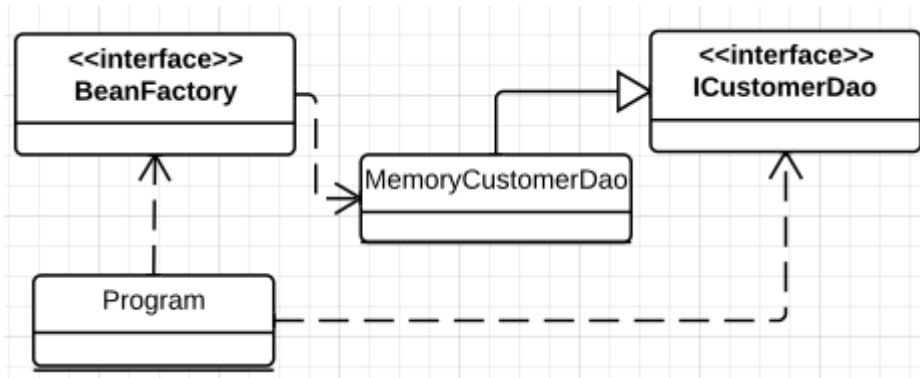 <<interface>>
BeanFactory
<<interface>>
ICustomerDao
MemoryCustomerDao
Program